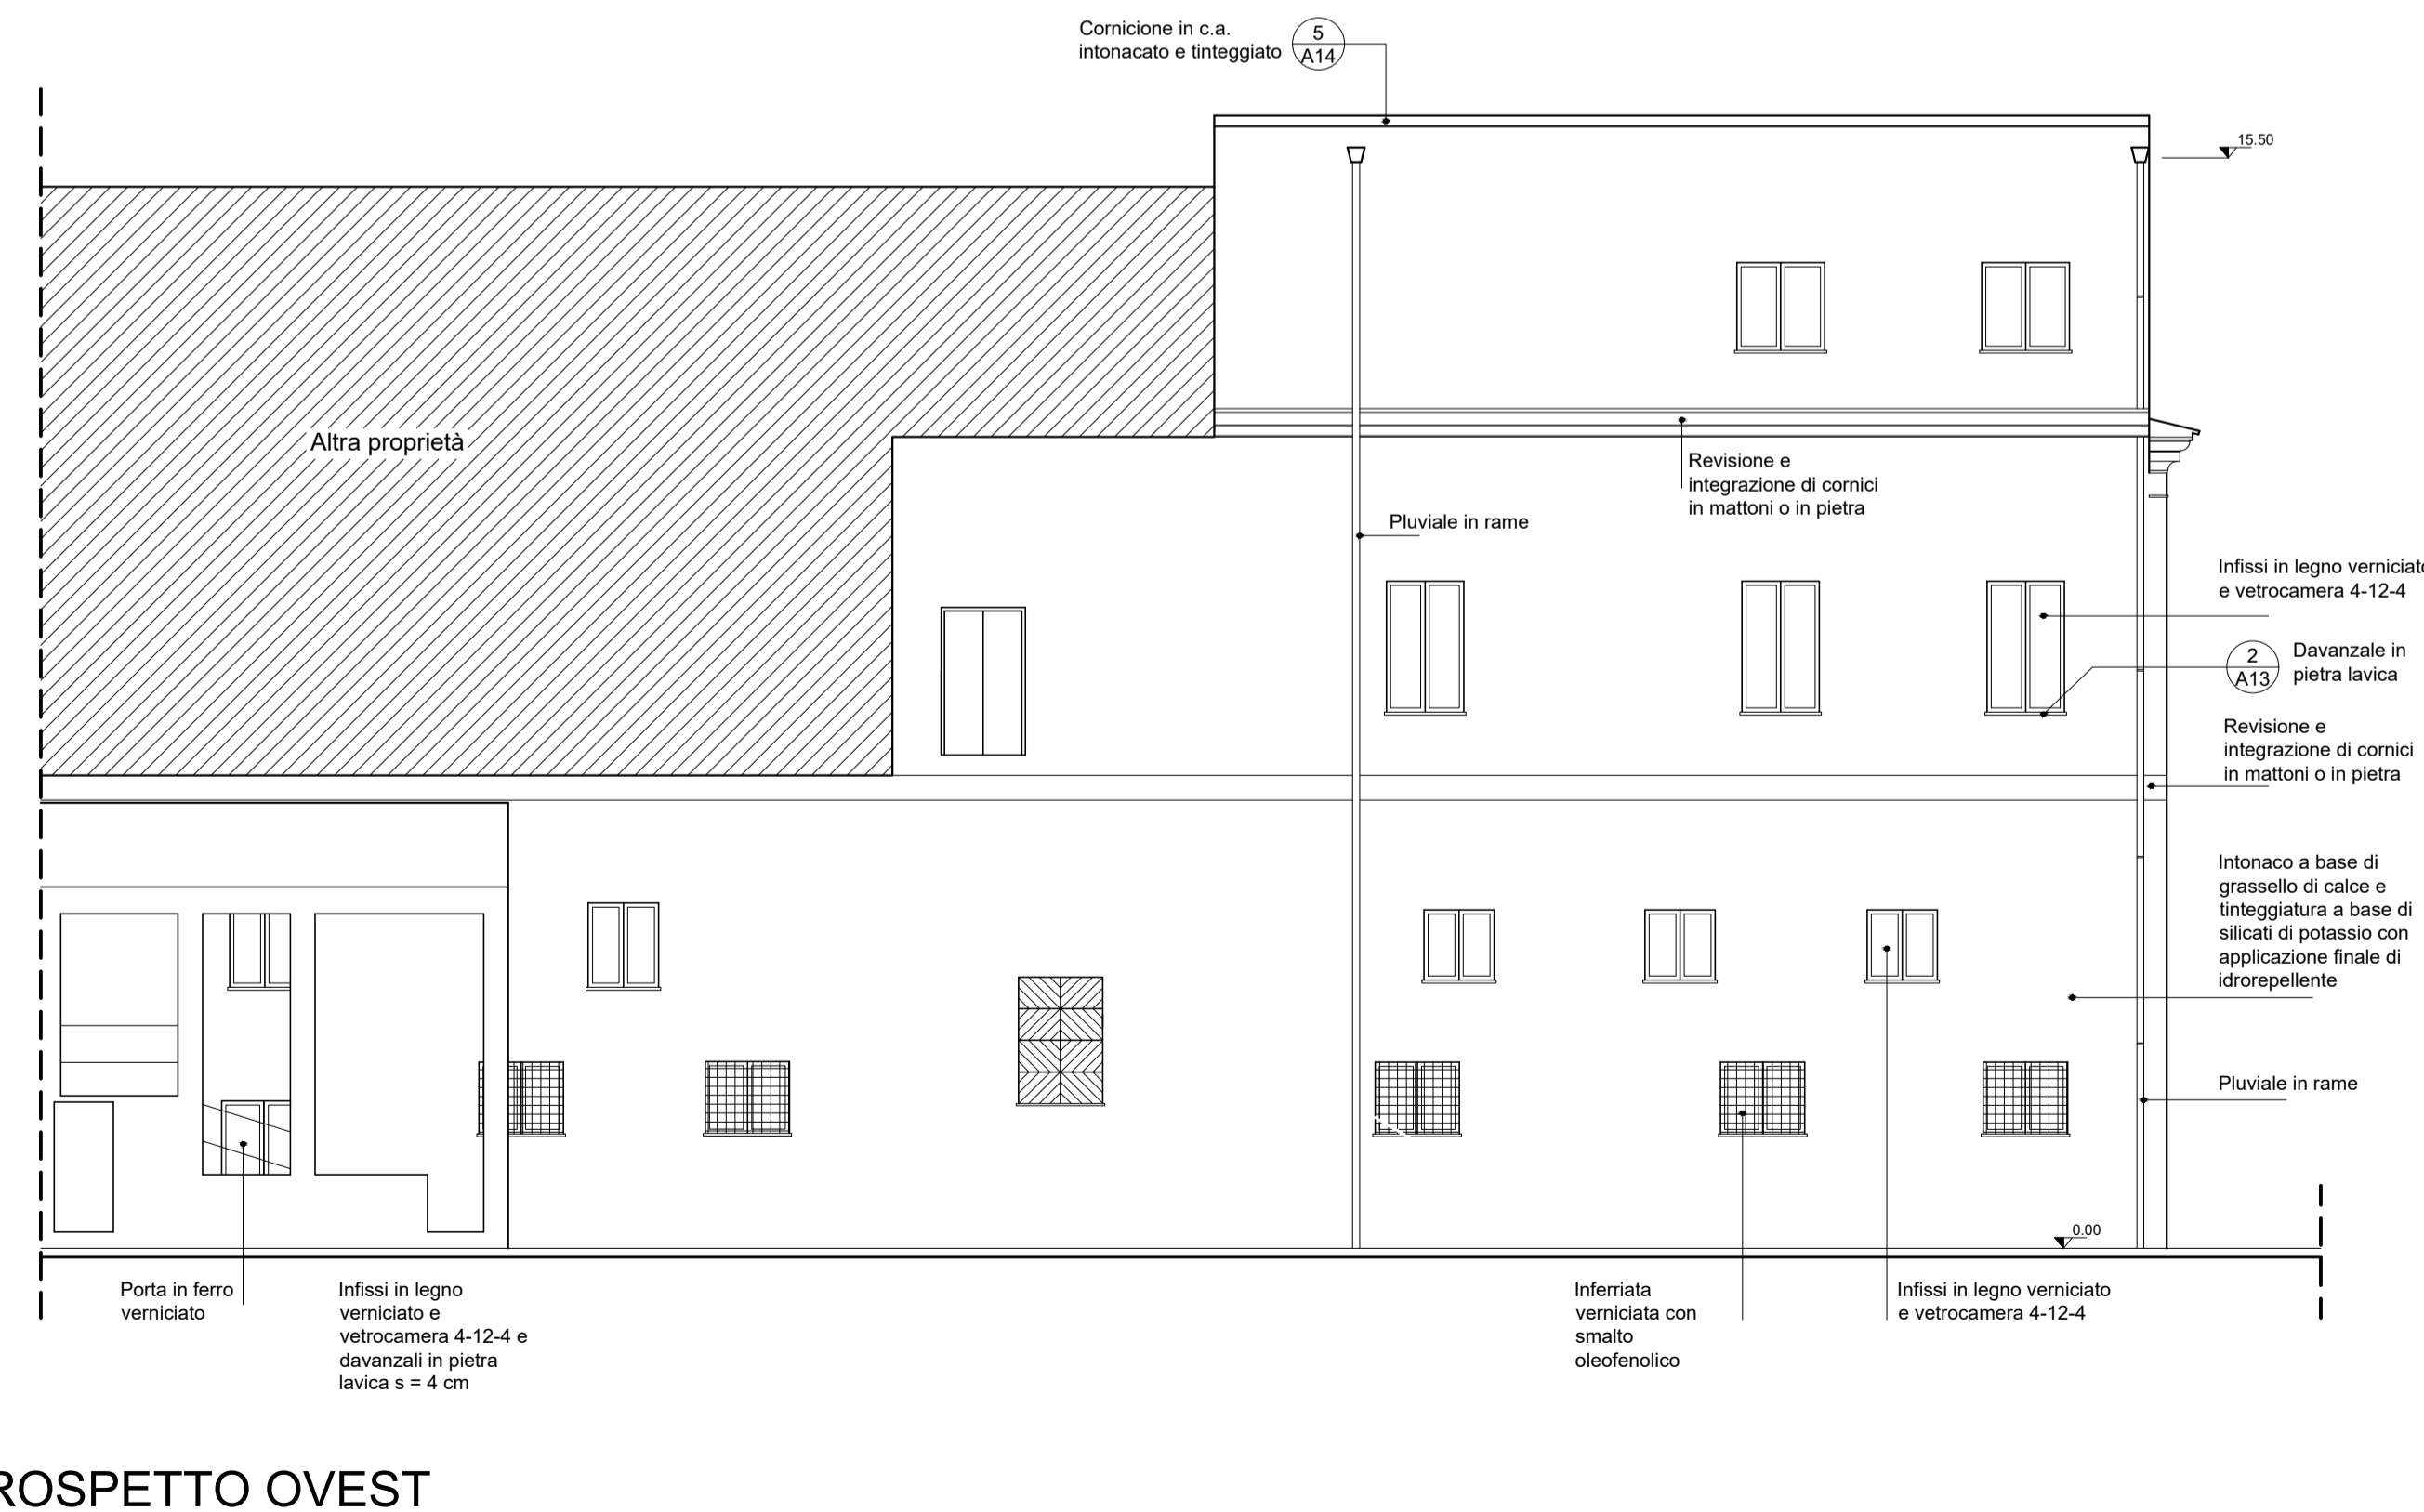 Cornicione in c.a.
intonacato e tinteggiato
5
A14
15.50
Altra proprietà
Revisione e
integrazione di cornici
in mattoni o in pietra
Pluviale in rame
Infissi in legno verniciato
e vetrocamera 4-12-4
2
A13
Davanzale in
pietra lavica
Revisione e
integrazione di cornici
in mattoni o in pietra
Intonaco a base di
grassello di calce e
tinteggiatura a base di
silicati di potassio con
applicazione finale di
idrorepellente
Pluviale in rame
0.00
Porta in ferro
verniciato
Infissi in legno
verniciato e
vetrocamera 4-12-4 e
davanzali in pietra
lavica s = 4 cm
Inferriata
verniciata con
smalto
oleofenolico
Infissi in legno verniciato
e vetrocamera 4-12-4
ROSPETTO OVEST